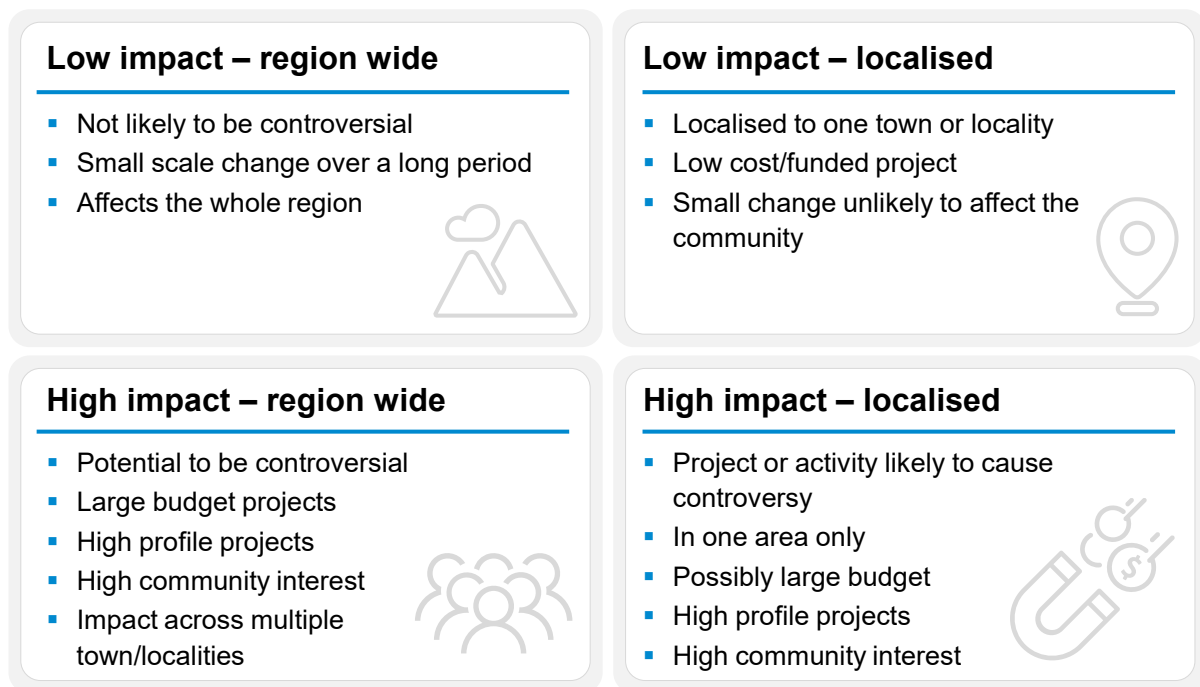 Low impact – region wide
▪ Not likely to be controversial
▪ Small scale change over a long period
▪ Affects the whole region
Low impact – localised
▪ Localised to one town or locality
▪ Low cost/funded project
▪ Small change unlikely to affect the
community
High impact – region wide
▪ Potential to be controversial
▪ Large budget projects
▪ High profile projects
▪ High community interest
▪ Impact across multiple
town/localities
High impact – localised
▪ Project or activity likely to cause
controversy
▪ In one area only
▪ Possibly large budget
▪ High profile projects
▪ High community interest
$